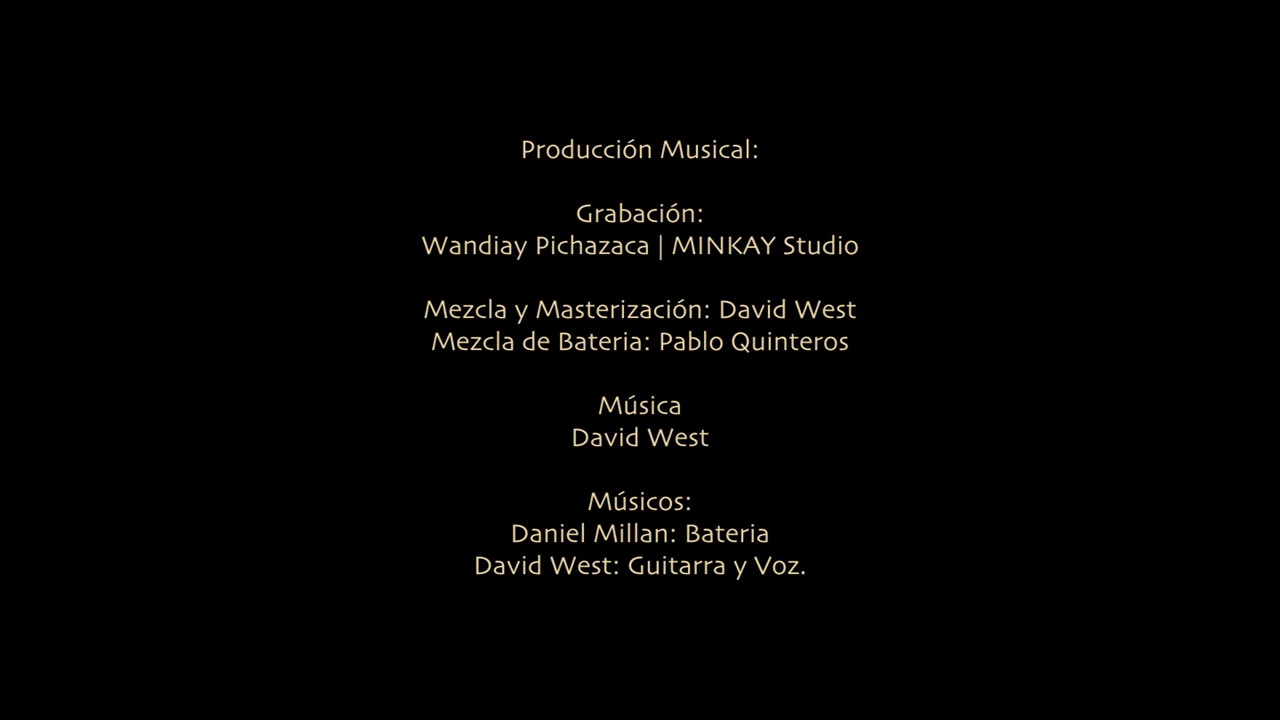 Producción Musical:
Grabación:
Wandiay Pichazaca | MINKAY Studio
Mezcla y Masterización: David West
Mezcla de Bateria: Pablo Quinteros
Música
David West
Músicos:
Daniel Millan: Bateria
David West: Guitarra y Voz.